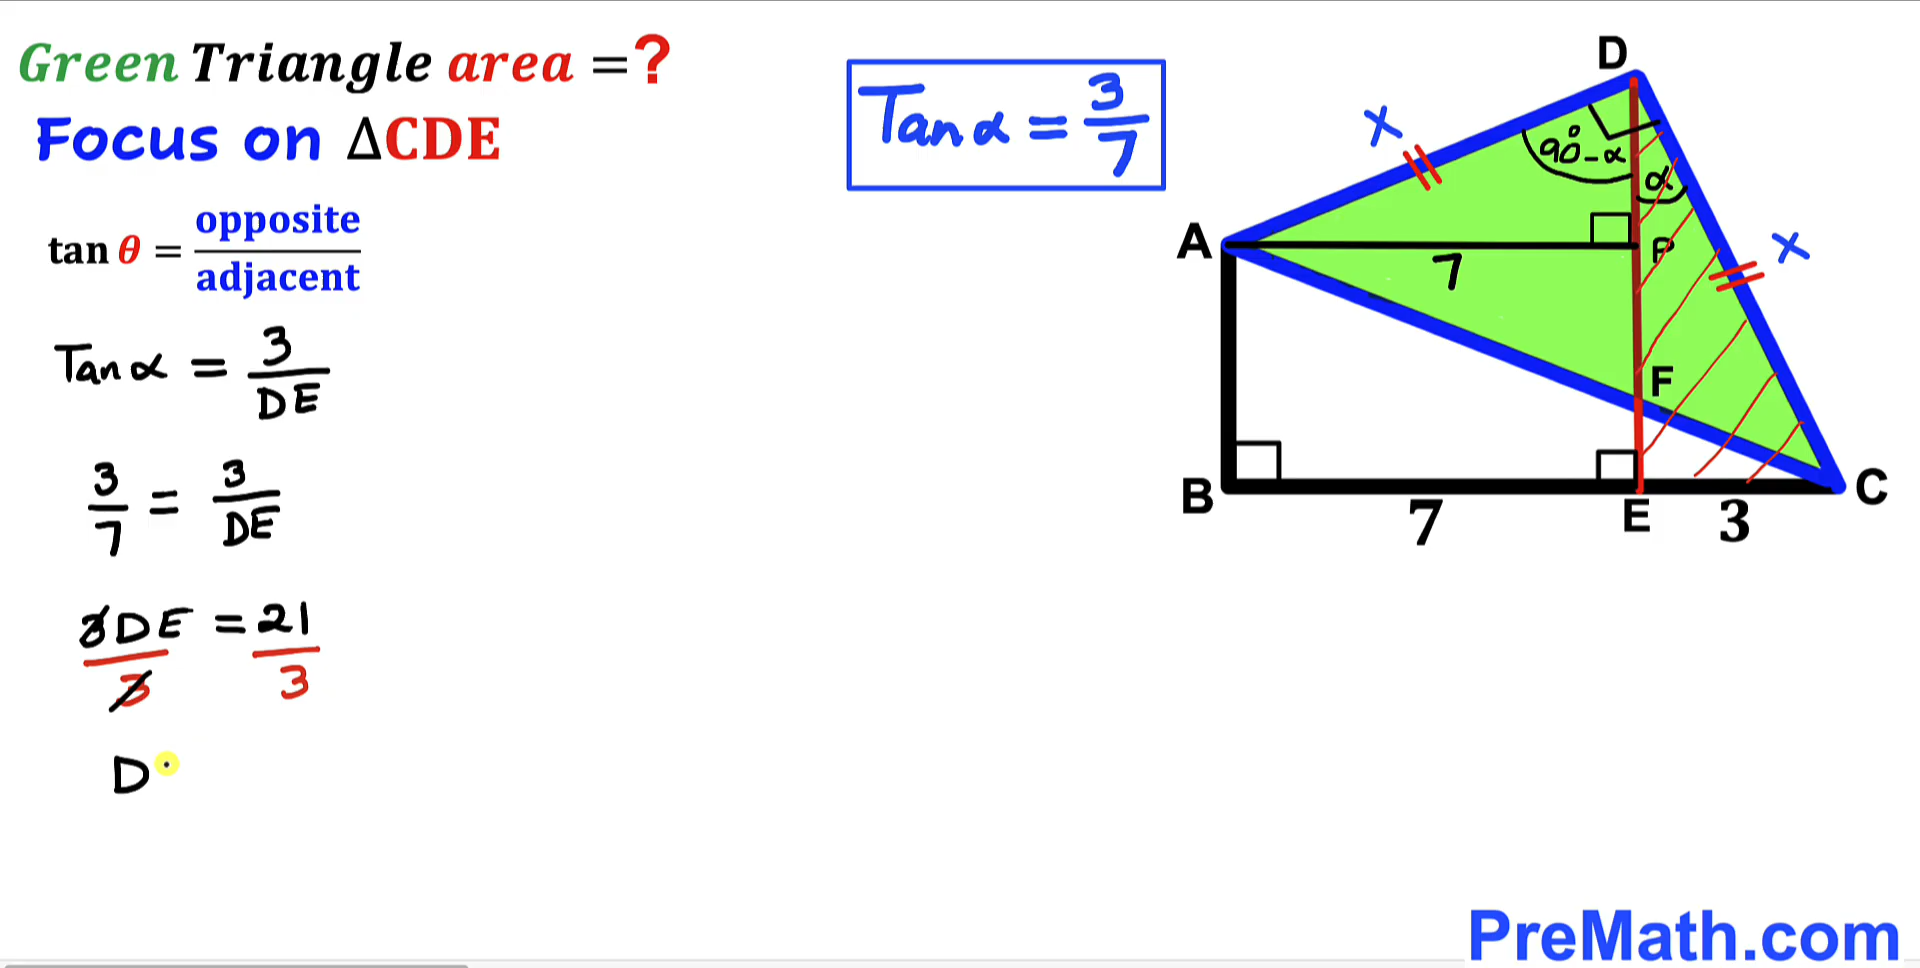 Green Triangle area =?
Focus on ΔCDE
tan θ = opposite / adjacent
Tan α = 3 / DE
3 / 7 = 3 / DE
3DE / 3 = 21 / 3
D
Tan α = 3 / 7
D
x
90° - α
α
A
P
x
7
F
B
C
7
E
3
PreMath.com